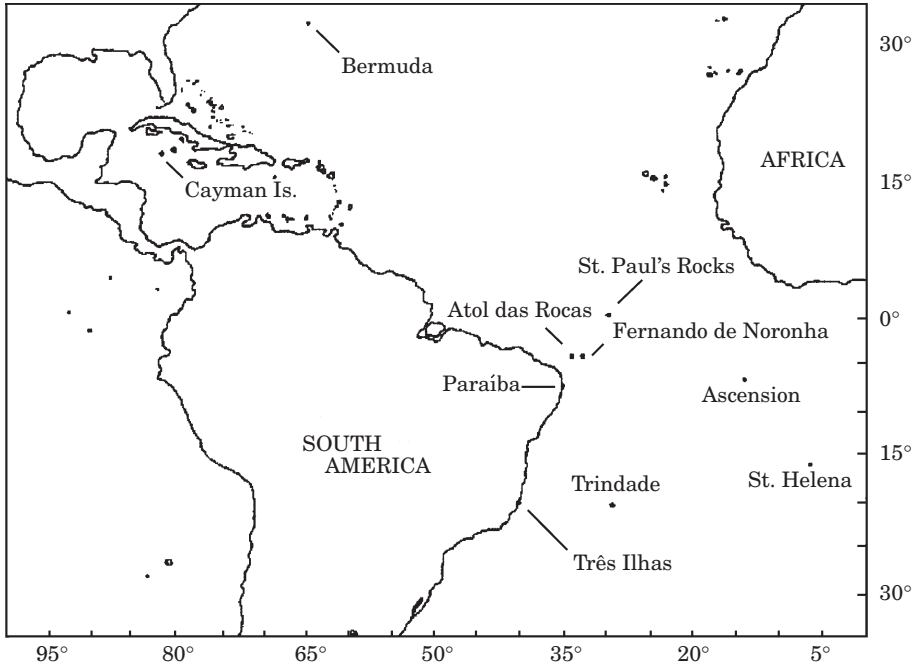 30°
Bermuda
AFRICA
15°
Cayman Is.
St. Paul's Rocks
Atol das Rocas
0°
Fernando de Noronha
Paraíba
Ascension
SOUTH
AMERICA
15°
St. Helena
Trindade
Três Ilhas
30°
95° 80° 65° 50° 35° 20° 5°